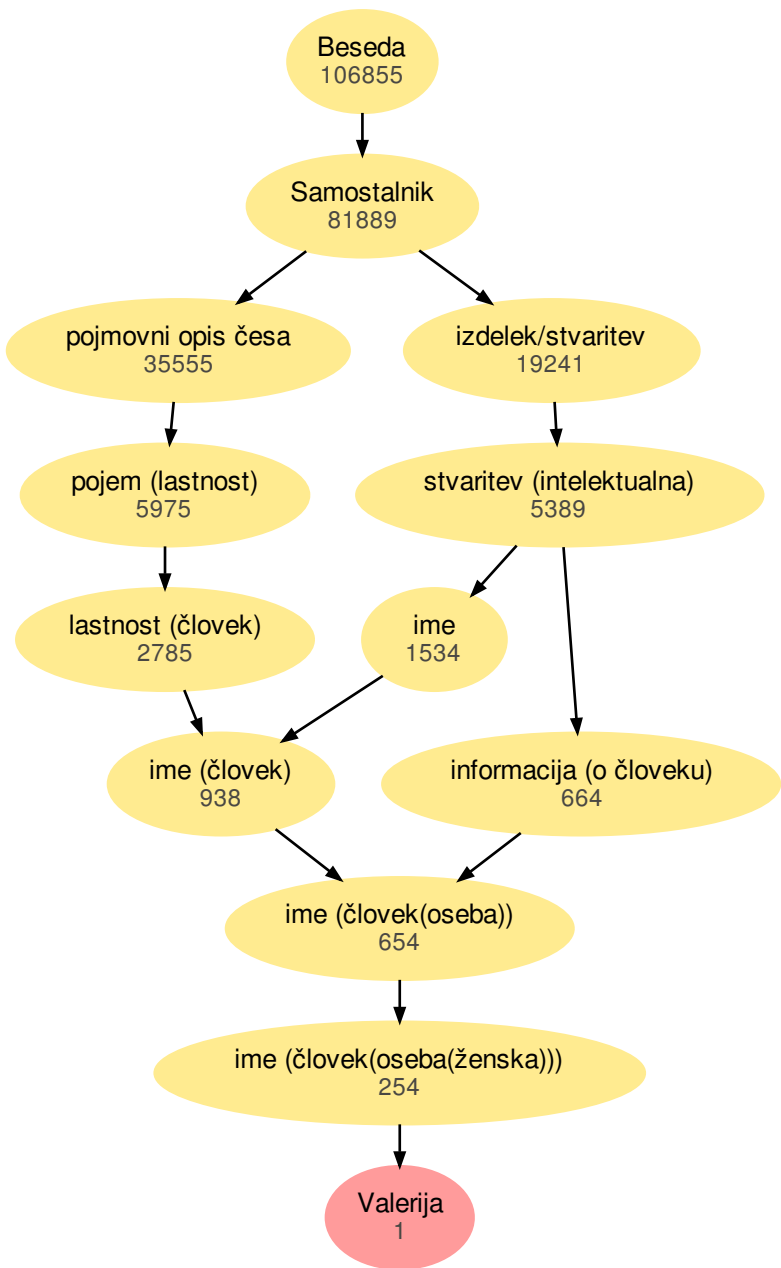 Beseda
106855
Samostalnik
81889
pojmovni opis česa
35555
izdelek/stvaritev
19241
pojem (lastnost)
5975
stvaritev (intelektualna)
5389
lastnost (človek)
2785
ime
1534
ime (človek)
938
informacija (o človeku)
664
ime (človek(oseba))
654
ime (človek(oseba(ženska)))
254
Valerija
1